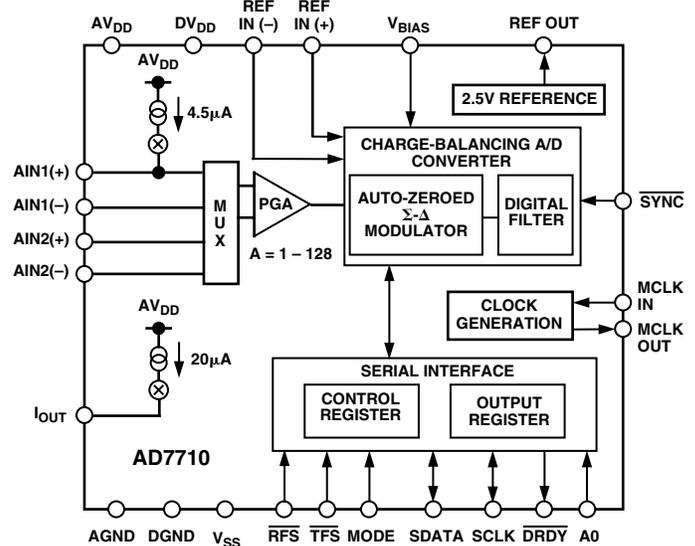 AVDD DVDD REF IN (–) REF IN (+) VBIAS REF OUT
AVDD
4.5μA
2.5V REFERENCE
CHARGE-BALANCING A/D
CONVERTER
AIN1(+)
AIN1(–)
AIN2(+)
AIN2(–)
M
U
X
PGA
A = 1 – 128
AUTO-ZEROED
Σ-Δ
MODULATOR
DIGITAL
FILTER
SYNC
MCLK
IN
MCLK
OUT
CLOCK
GENERATION
AVDD
20μA
IOUT
SERIAL INTERFACE
CONTROL
REGISTER
OUTPUT
REGISTER
AD7710
AGND DGND VSS RFS TFS MODE SDATA SCLK DRDY A0